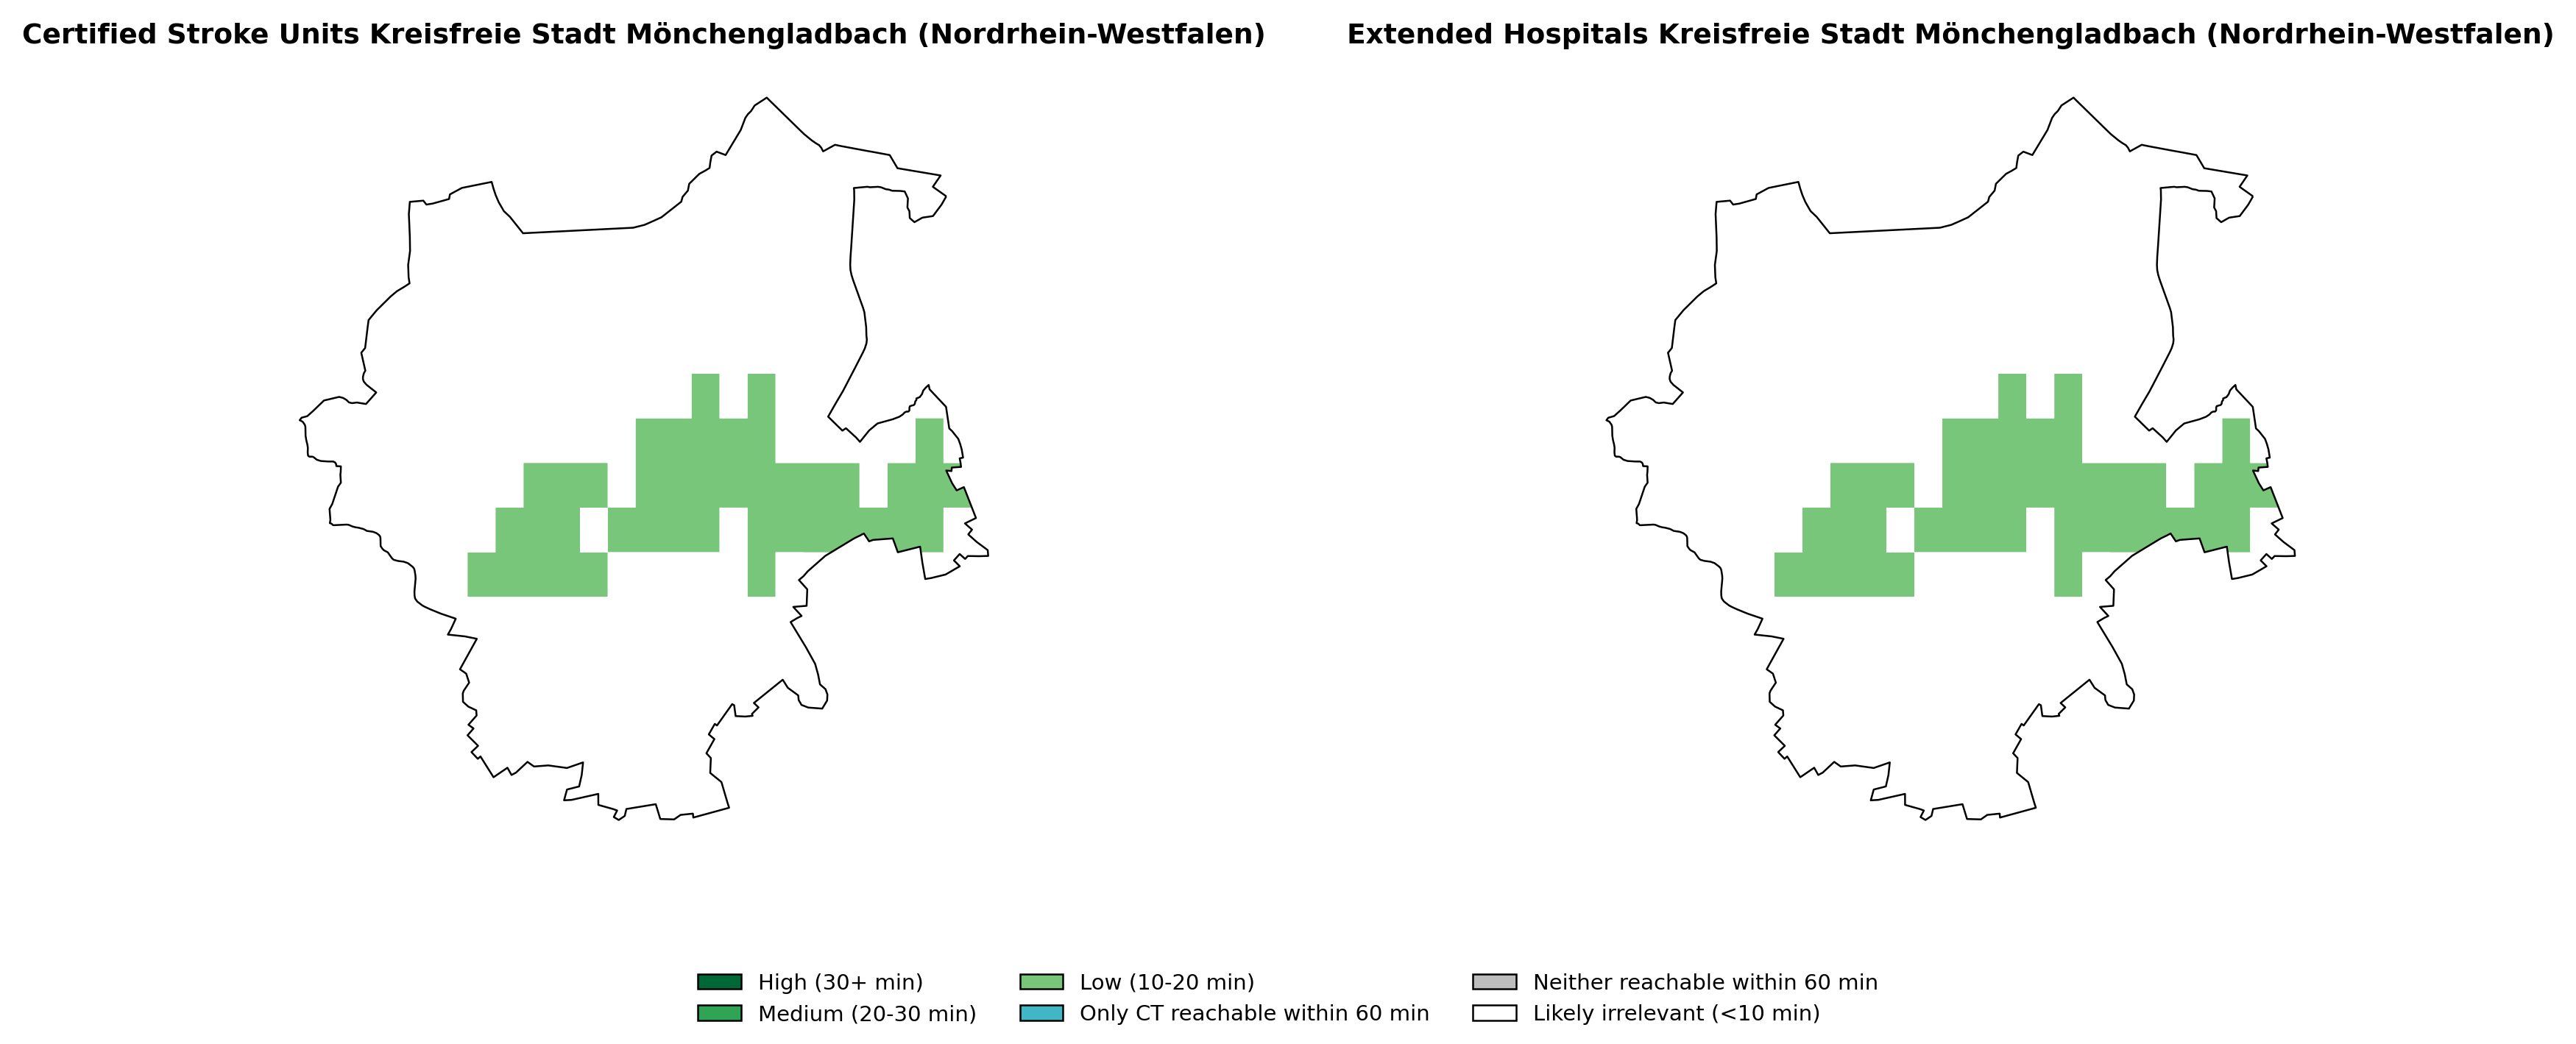 Certified Stroke Units Kreisfreie Stadt Mönchengladbach (Nordrhein-Westfalen)
Extended Hospitals Kreisfreie Stadt Mönchengladbach (Nordrhein-Westfalen)
High (30+ min)
Medium (20-30 min)
Low (10-20 min)
Only CT reachable within 60 min
Neither reachable within 60 min
Likely irrelevant (<10 min)